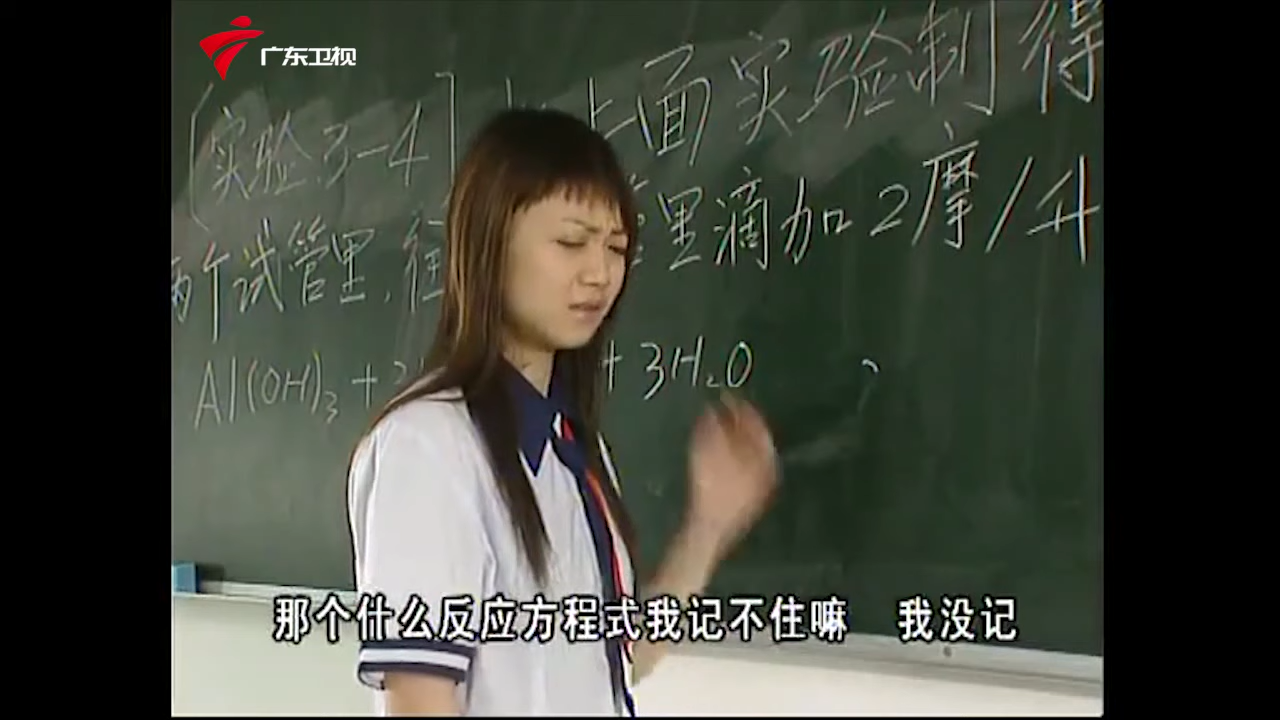 广东卫视
[实验3-4] 上面实验制得
两个试管里，往 里滴加2摩/升
Al(OH)₃ + 3 + 3H₂O
那个什么反应方程式我记不住嘛 我没记